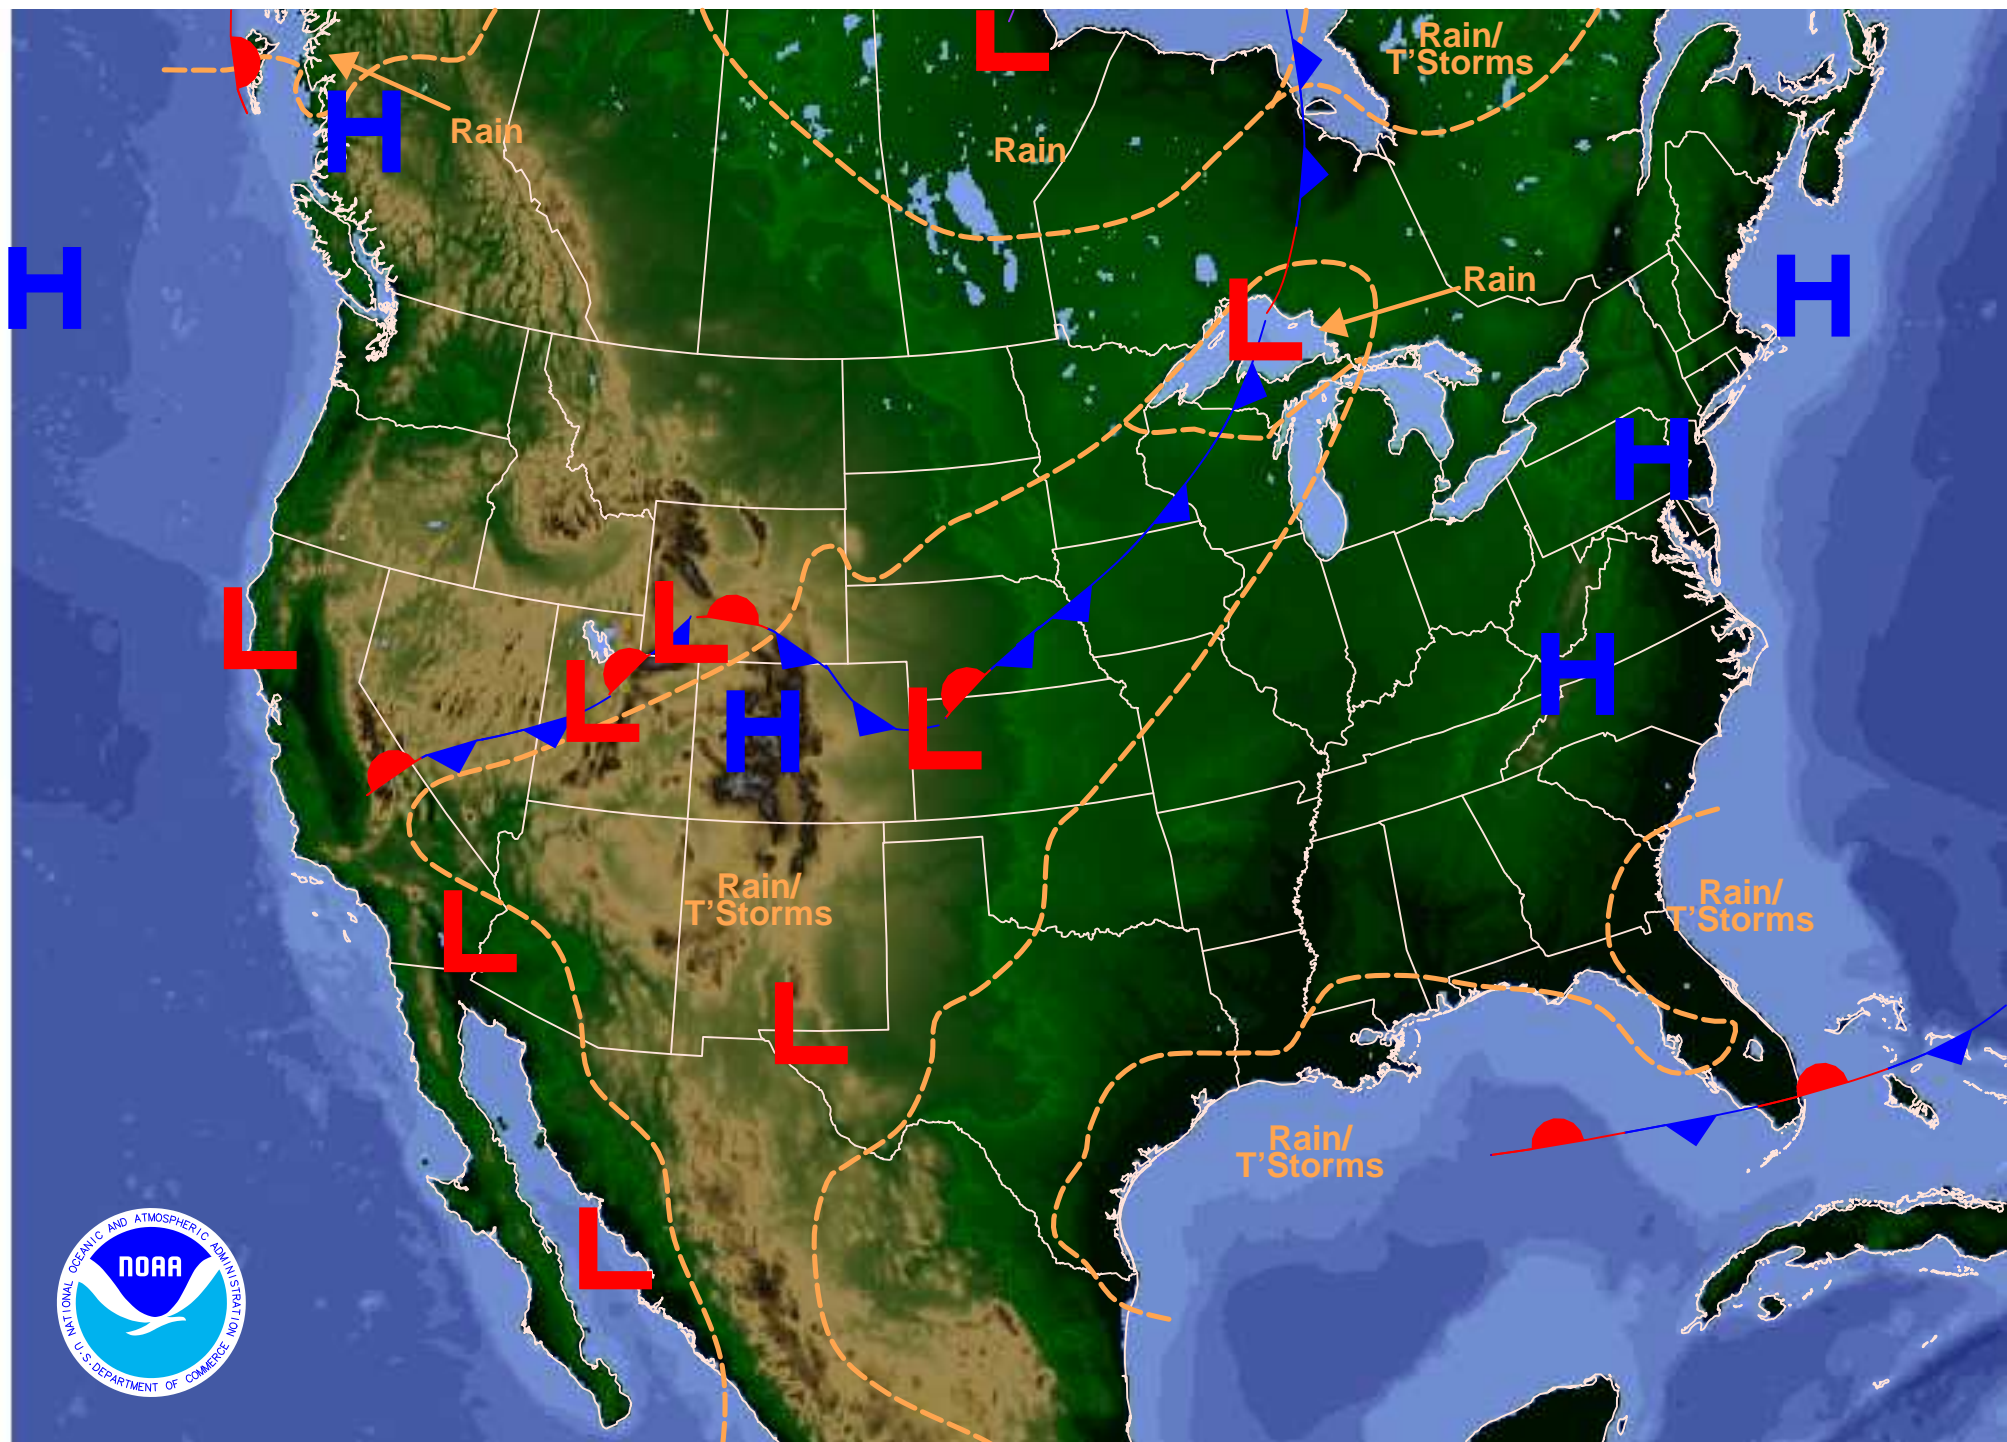 L
Rain/
T'Storms
H
Rain
Rain
H
H
L
Rain
H
L
L
H
L
L
H
L
Rain/
T'Storms
Rain/
T'Storms
L
L
Rain/
T'Storms
L
NATIONAL OCEANIC AND ATMOSPHERIC ADMINISTRATION
NOAA
U.S. DEPARTMENT OF COMMERCE